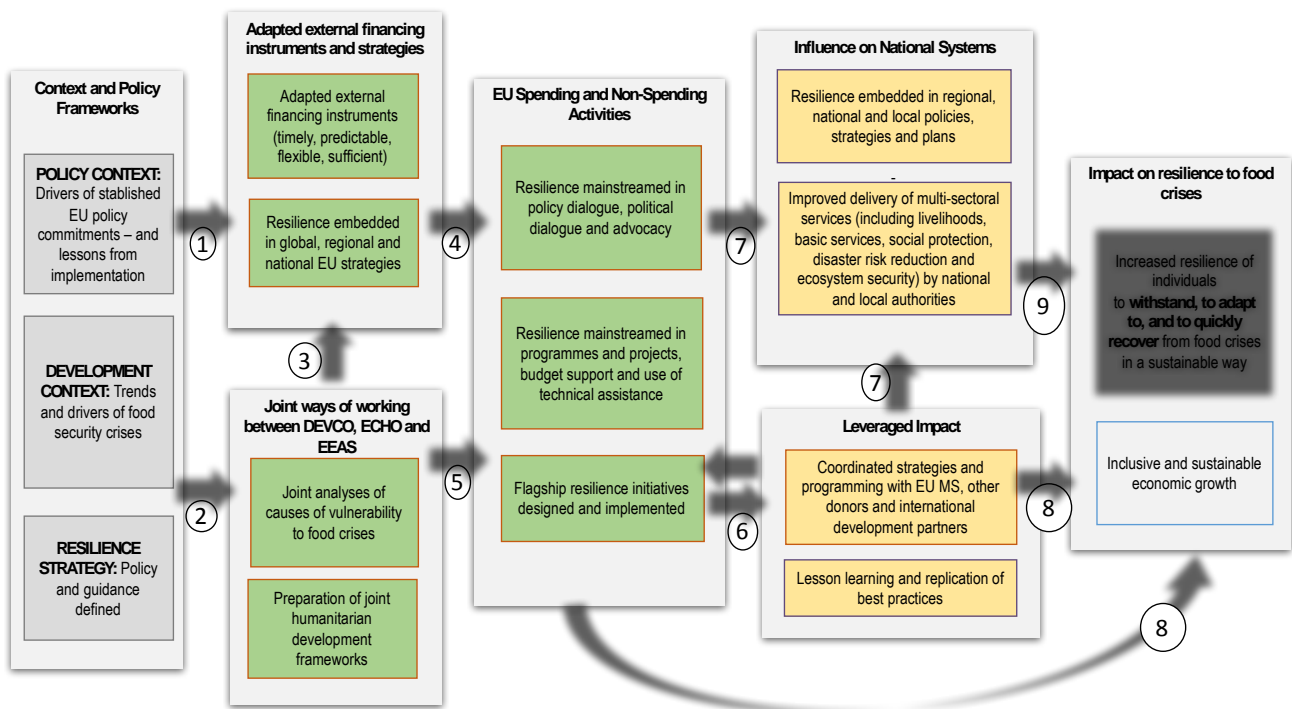 Context and Policy
Frameworks
POLICY CONTEXT:
Drivers of stablished
EU policy
commitments – and
lessons from
implementation
DEVELOPMENT
CONTEXT: Trends
and drivers of food
security crises
RESILIENCE
STRATEGY: Policy
and guidance
defined
1
2
Adapted external financing
instruments and strategies
Adapted external
financing instruments
(timely, predictable,
flexible, sufficient)
Resilience embedded
in global, regional and
national EU strategies
3
Joint ways of working
between DEVCO, ECHO and
EEAS
Joint analyses of
causes of vulnerability
to food crises
Preparation of joint
humanitarian
development
frameworks
4
5
EU Spending and Non-Spending
Activities
Resilience mainstreamed in
policy dialogue, political
dialogue and advocacy
Resilience mainstreamed in
programmes and projects,
budget support and use of
technical assistance
Flagship resilience initiatives
designed and implemented
7
6
Influence on National Systems
Resilience embedded in regional,
national and local policies,
strategies and plans
-
Improved delivery of multi-sectoral
services (including livelihoods,
basic services, social protection,
disaster risk reduction and
ecosystem security) by national
and local authorities
7
Leveraged Impact
Coordinated strategies and
programming with EU MS, other
donors and international
development partners
Lesson learning and replication of
best practices
9
8
8
Impact on resilience to food
crises
Increased resilience of
individuals
to withstand, to adapt
to, and to quickly
recover from food crises
in a sustainable way
Inclusive and sustainable
economic growth